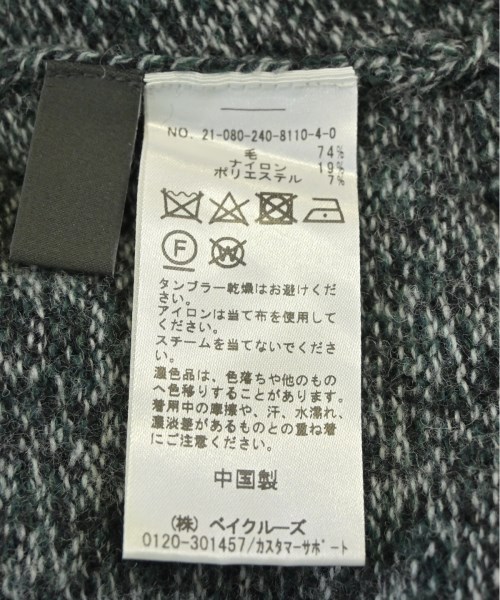 NO. 21-080-240-8110-4-0
毛 74%
ナイロン 19%
ポリエステル 7%
F
W
タンブラー乾燥はお避けくだ
さい。
アイロンは当て布を使用して
ください。
スチームを当てないでくださ
い。
濃色品は、色落ちや他のもの
へ色移りすることがあります。
着用中の摩擦や、汗、水濡れ、
濃淡差があるものとの重ね着
にご注意ください。
中国製
(株) ベイクルーズ
0120-301457/カスタマーサポート